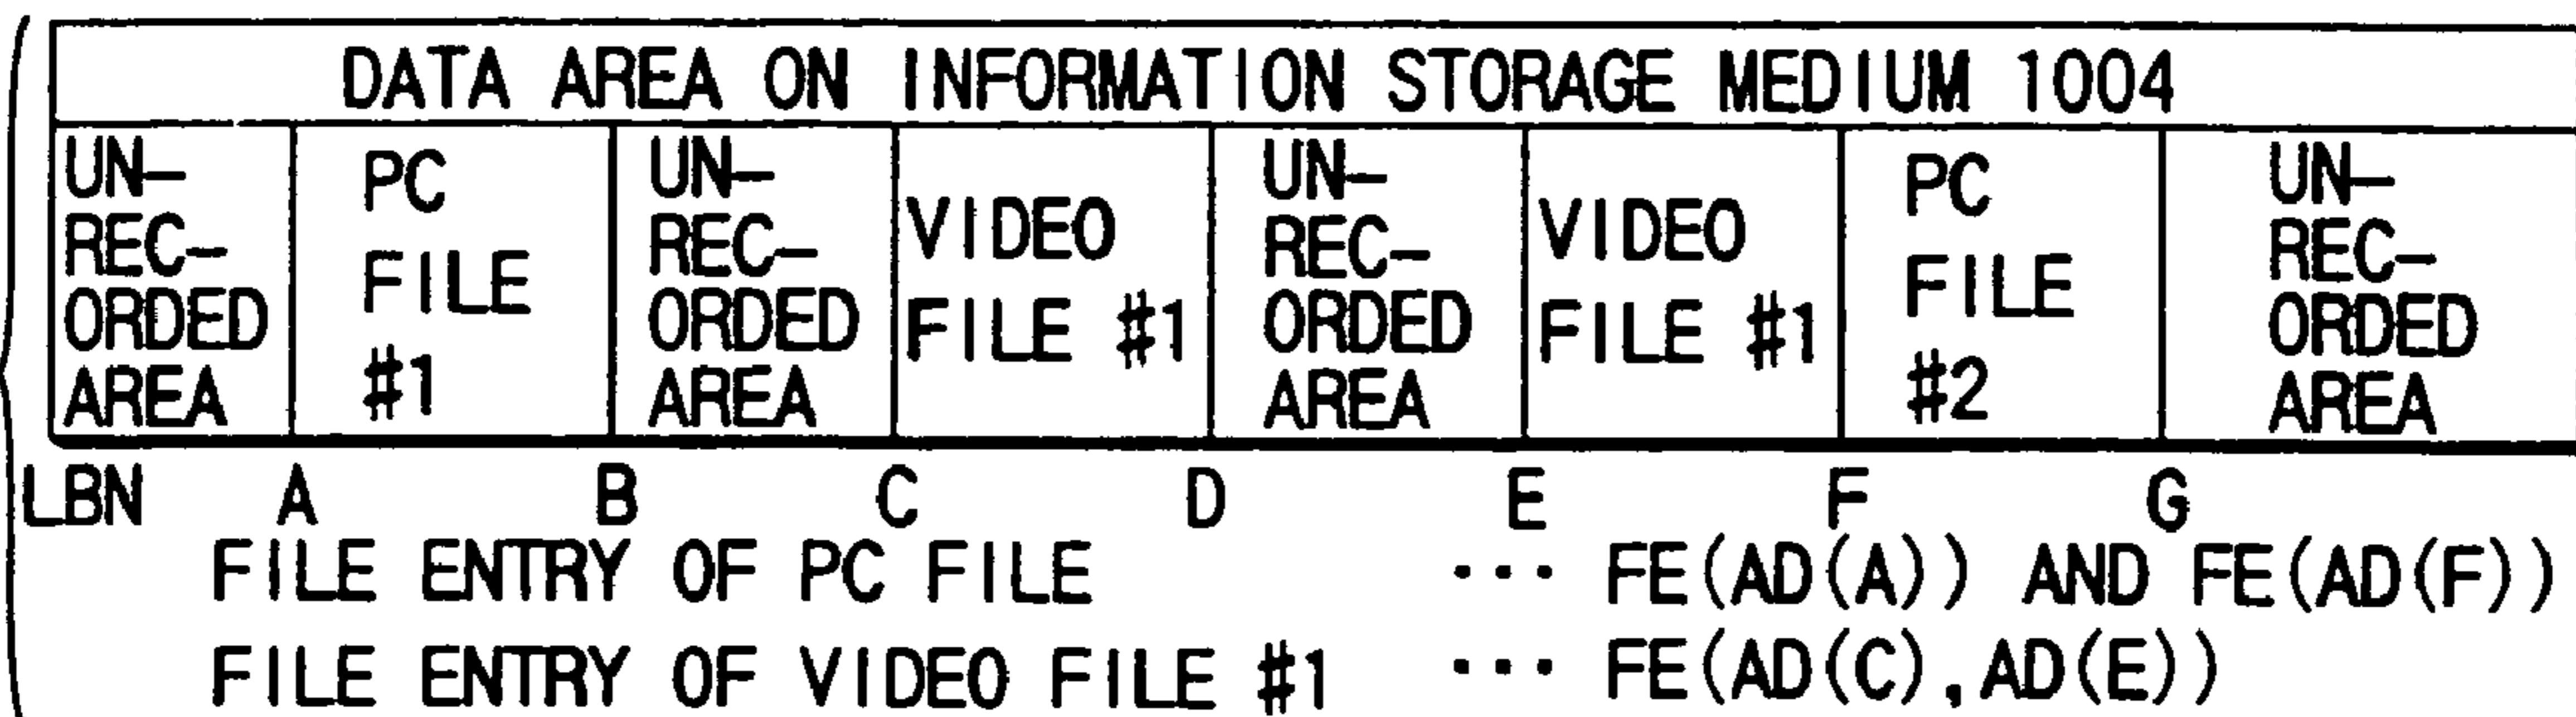 DATA AREA ON INFORMATION STORAGE MEDIUM 1004
UN-
REC-
ORDED
AREA
PC
FILE
#1
UN-
REC-
ORDED
AREA
VIDEO
FILE #1
UN-
REC-
ORDED
AREA
VIDEO
FILE #1
PC
FILE
#2
UN-
REC-
ORDED
AREA
LBN A B C D E F G
FILE ENTRY OF PC FILE ··· FE(AD(A)) AND FE(AD(F))
FILE ENTRY OF VIDEO FILE #1 ··· FE(AD(C),AD(E))